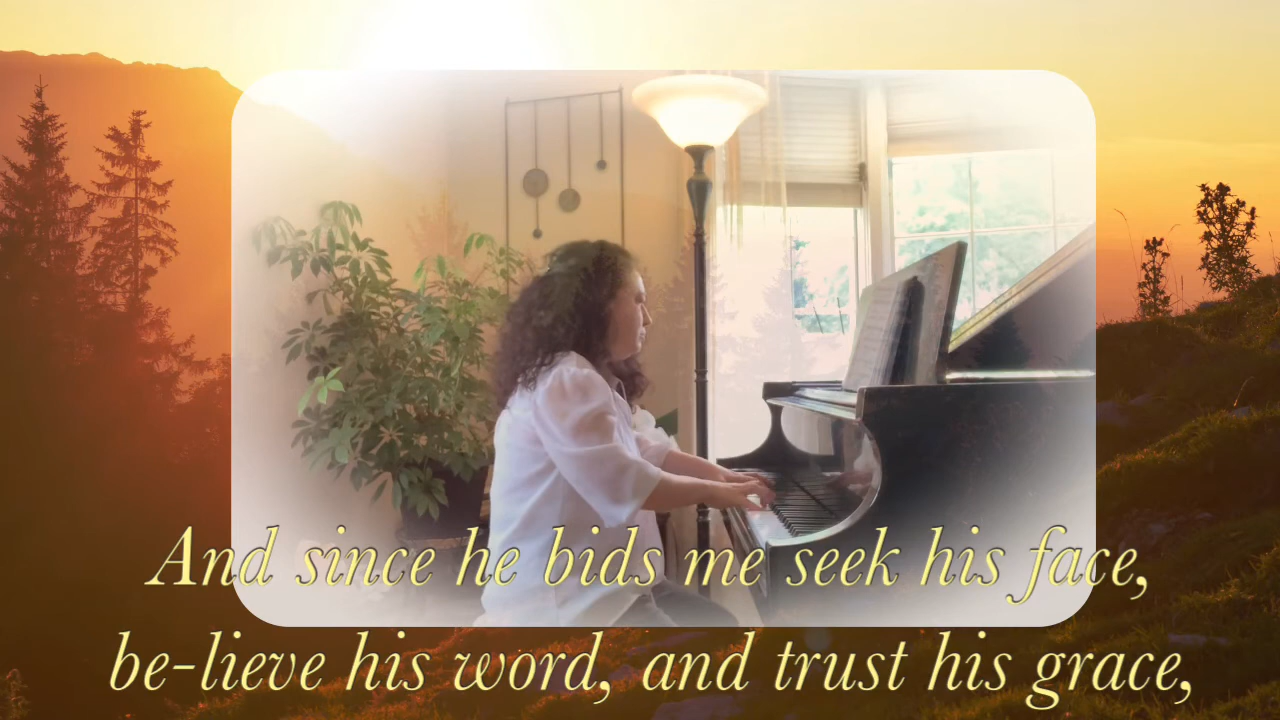 And since he bids me seek his face,
be-lieve his word, and trust his grace,